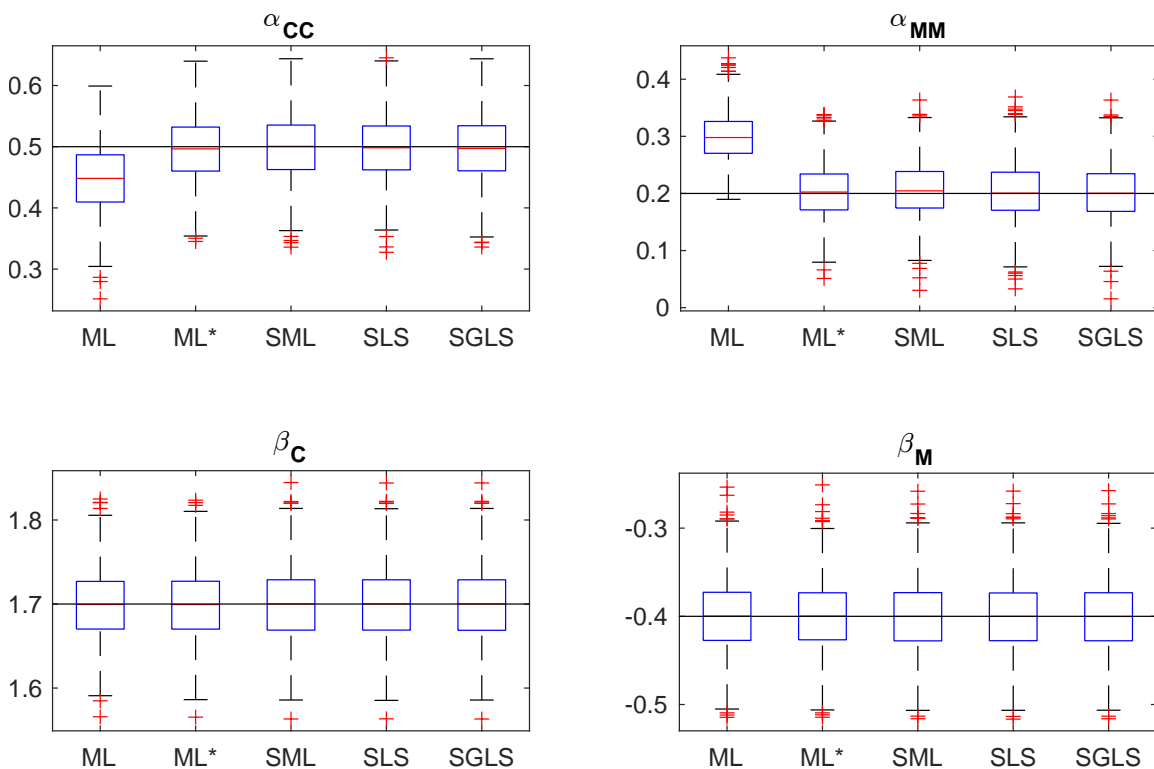 α_CC
0.6
0.5
0.4
0.3
ML ML* SML SLS SGLS
α_MM
0.4
0.3
0.2
0.1
0
ML ML* SML SLS SGLS
β_C
1.8
1.7
1.6
ML ML* SML SLS SGLS
β_M
-0.3
-0.4
-0.5
ML ML* SML SLS SGLS